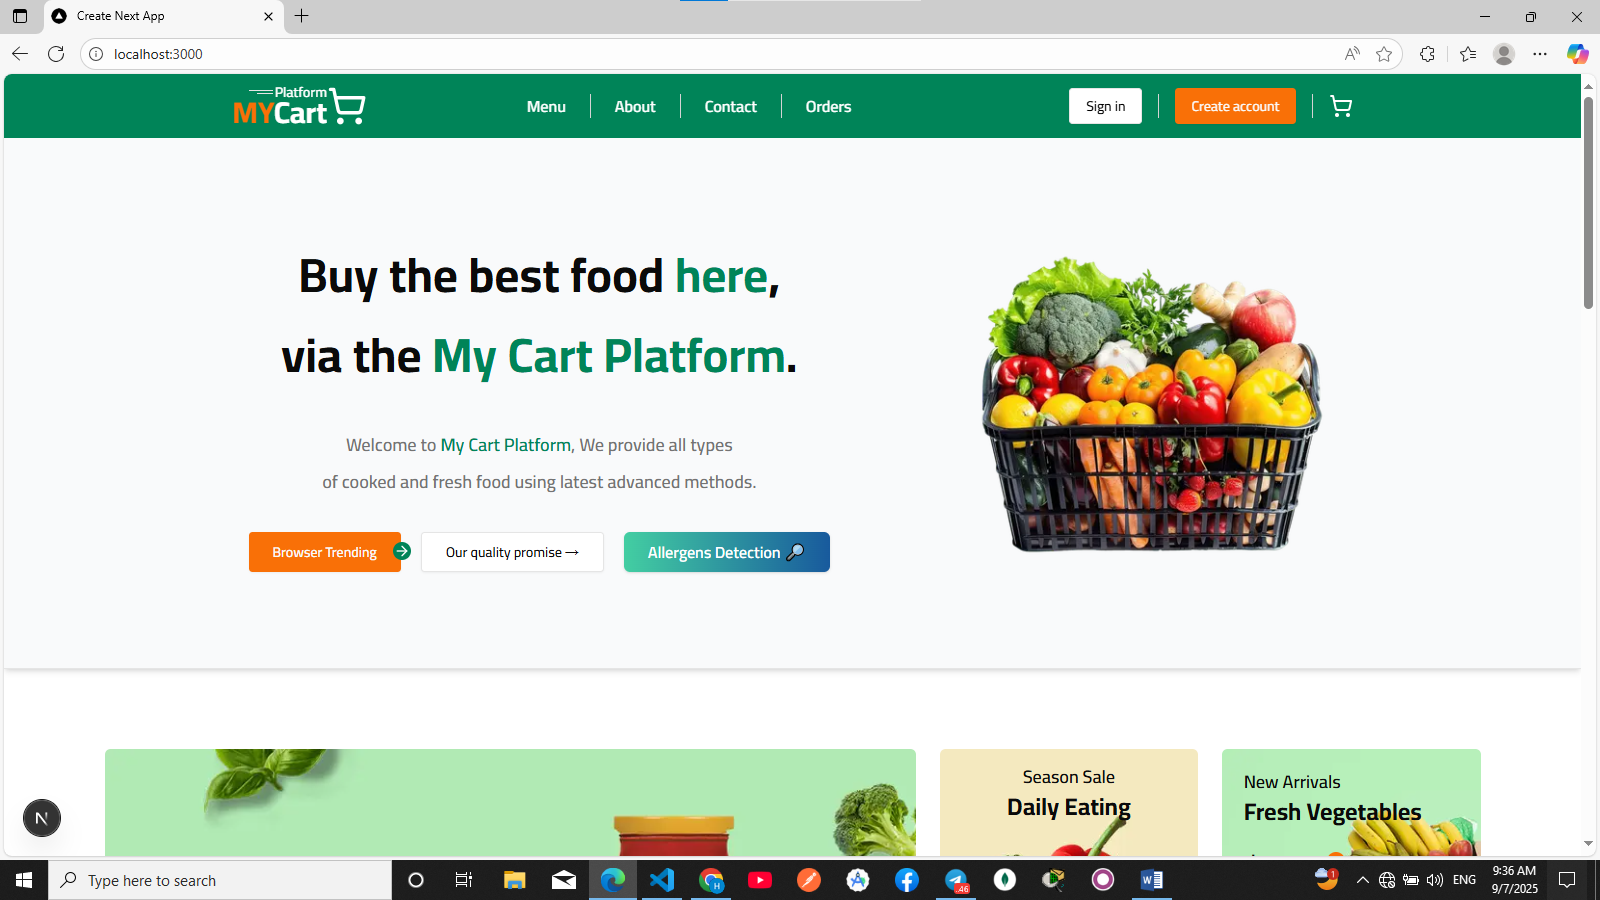 Create Next App
localhost:3000
Platform
MYCart
Menu
About
Contact
Orders
Sign in
Create account
Buy the best food here,
via the My Cart Platform.
Welcome to My Cart Platform, We provide all types
of cooked and fresh food using latest advanced methods.
Browser Trending
Our quality promise →
Allergens Detection
Season Sale
Daily Eating
New Arrivals
Fresh Vegetables
N
Type here to search
H
.46
1
ENG
9:36 AM
9/7/2025